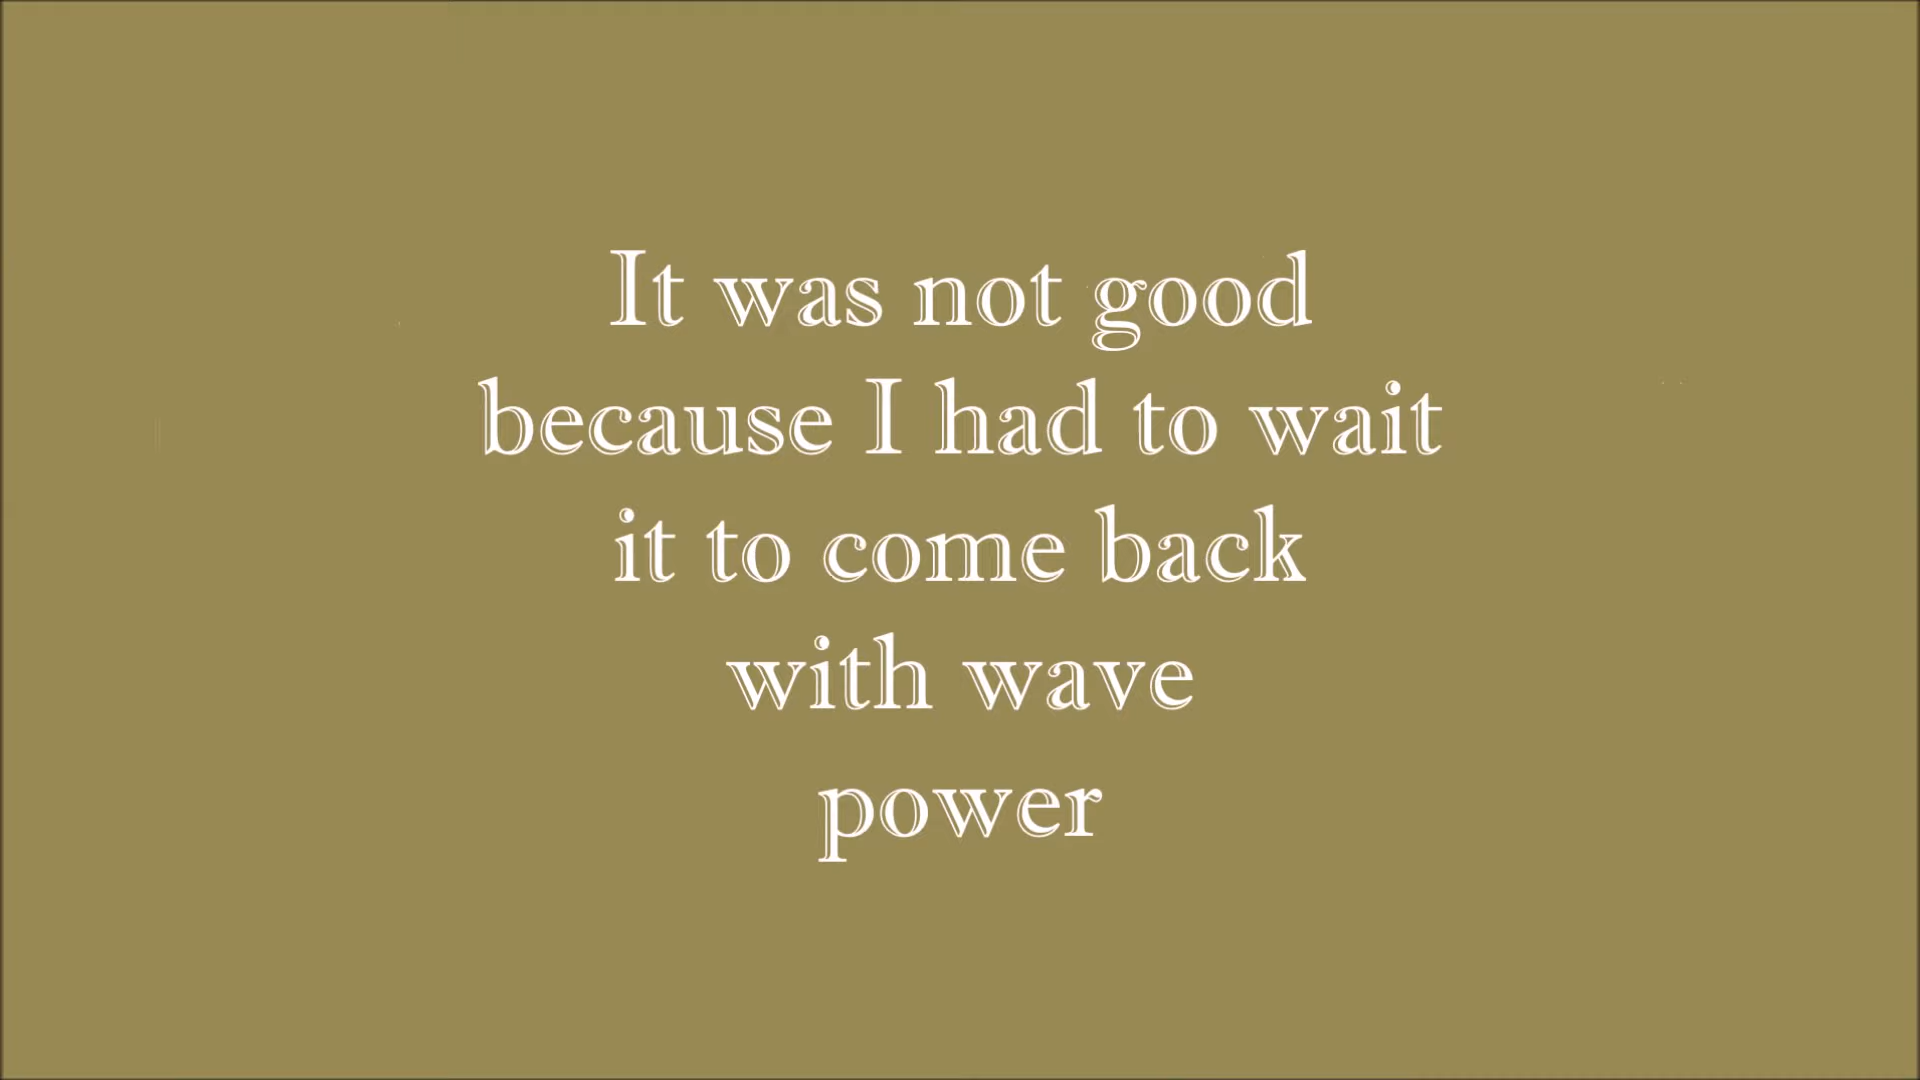 It was not good
because I had to wait
it to come back
with wave
power